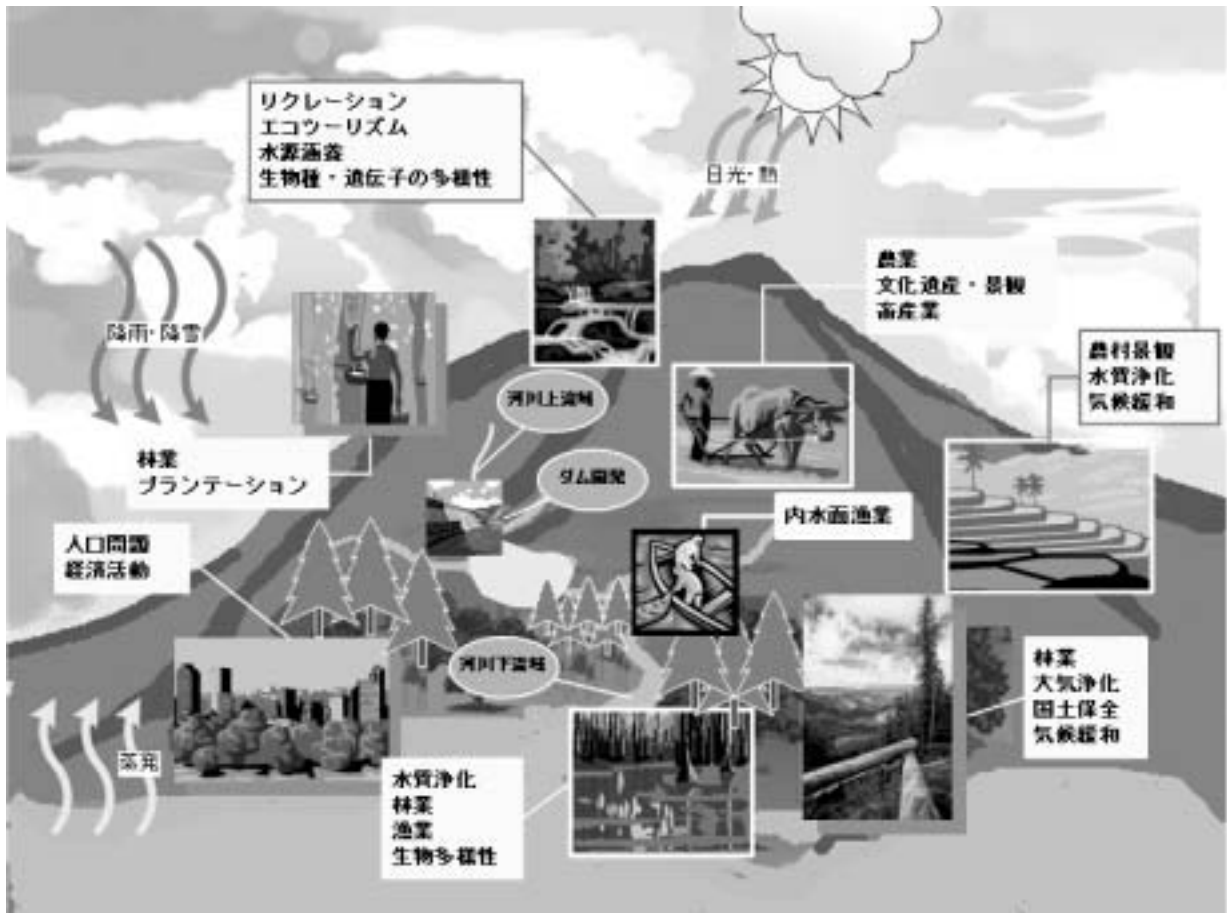 リクレーション
エコツーリズム
水源涵養
生物種・遺伝子の多様性
日光・熱
農業
文化遺産・景観
畜産業
降雨・降雪
農村景観
水質浄化
気候緩和
河川上流域
林業
プランテーション
ダム開発
内水面漁業
人口問題
経済活動
河川下流域
林業
大気浄化
国土保全
気候緩和
蒸発
水質浄化
林業
漁業
生物多様性